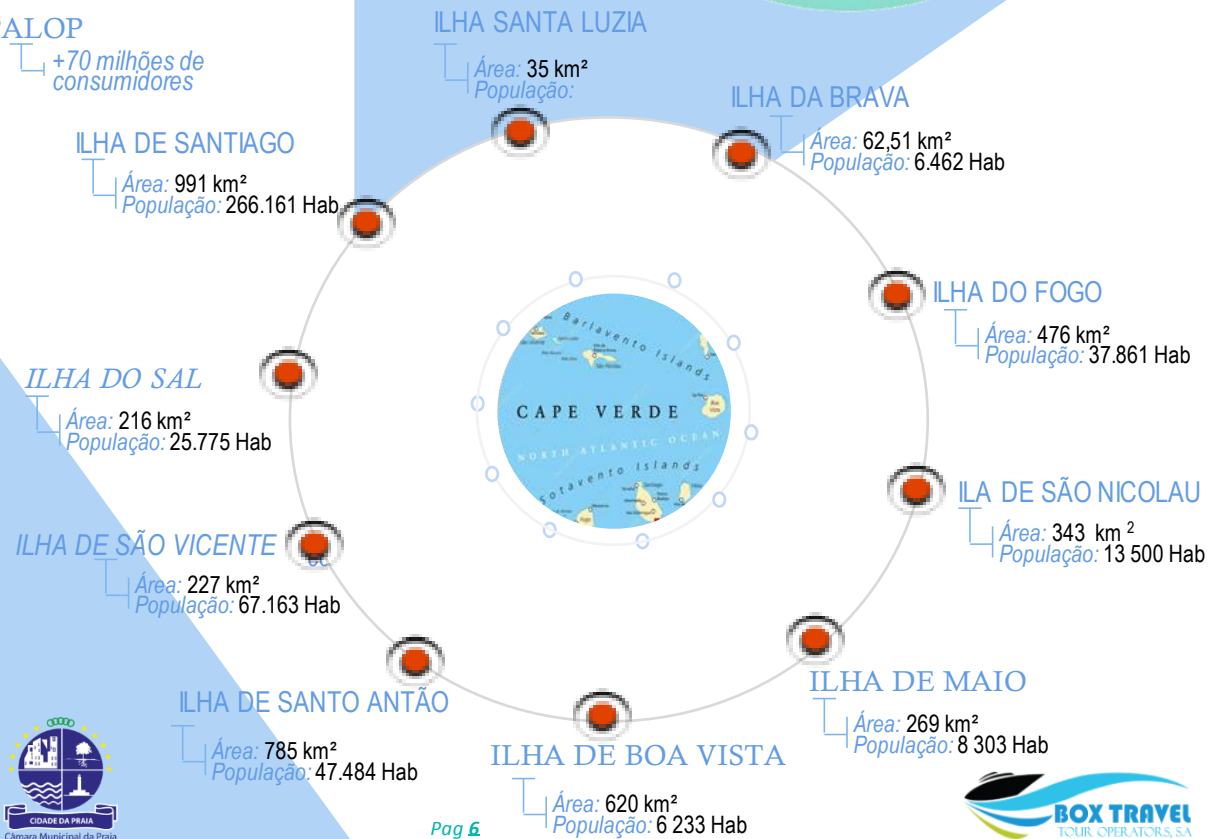 PALOP
+70 milhões de
consumidores
ILHA SANTA LUZIA
Área: 35 km²
População:
ILHA DA BRAVA
Área: 62,51 km²
População: 6.462 Hab
ILHA DE SANTIAGO
Área: 991 km²
População: 266.161 Hab
ILHA DO FOGO
Área: 476 km²
População: 37.861 Hab
ILHA DO SAL
Área: 216 km²
População: 25.775 Hab
Barlavento Islands
CAPE VERDE
NORTH ATLANTIC OCEAN
Sotavento Islands
ILA DE SÃO NICOLAU
Área: 343 km 2
População: 13 500 Hab
ILHA DE SÃO VICENTE
Área: 227 km²
População: 67.163 Hab
ILHA DE MAIO
Área: 269 km²
População: 8 303 Hab
ILHA DE SANTO ANTÃO
Área: 785 km²
População: 47.484 Hab
ILHA DE BOA VISTA
Área: 620 km²
População: 6 233 Hab
CIDADE DA PRAIA
Câmara Municipal da Praia
Pag 6
BOX TRAVEL
TOUR OPERATORS, S.A